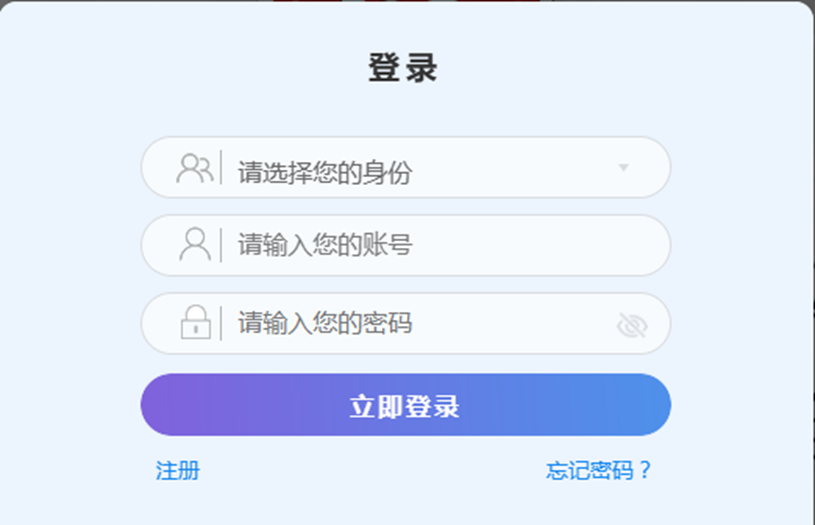 登录
请选择您的身份
请输入您的账号
请输入您的密码
立即登录
注册 忘记密码？